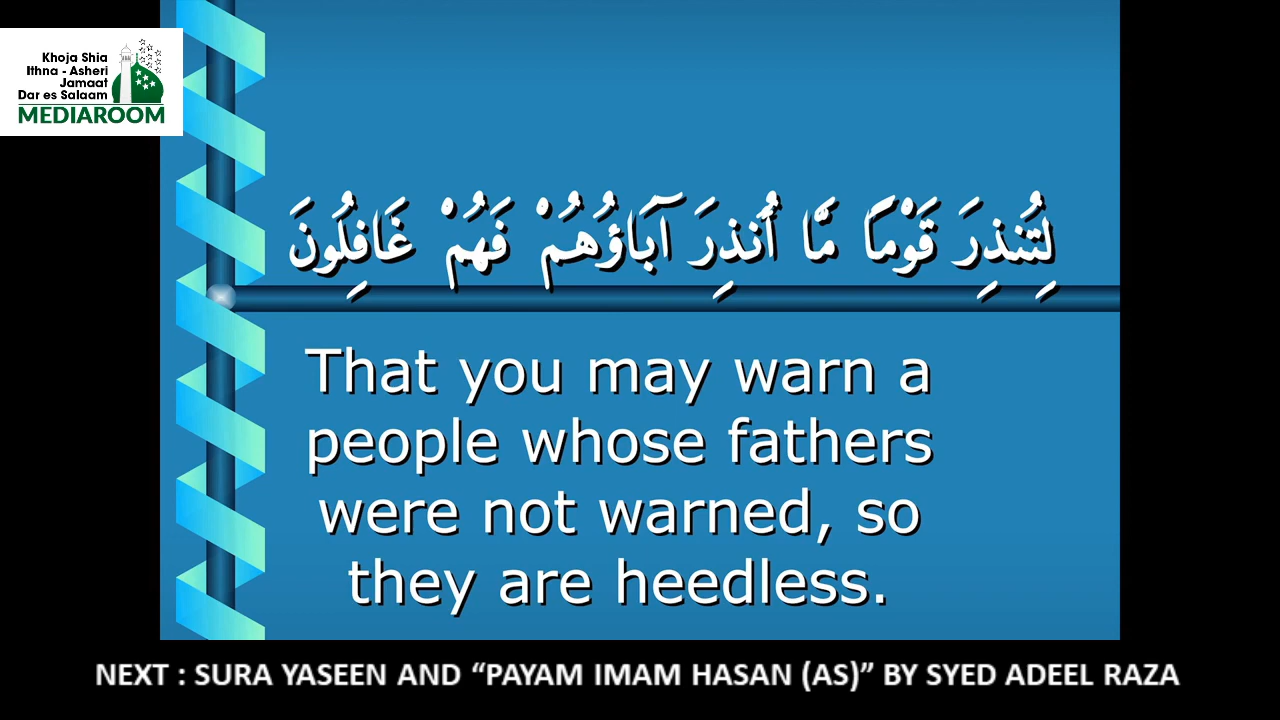 Khoja Shia
Ithna - Asheri
Jamaat
Dar es Salaam
MEDIAROOM
لِتُنذِرَ قَوْمًا مَّا أُنذِرَ آبَاؤُهُمْ فَهُمْ غَافِلُونَ
That you may warn a
people whose fathers
were not warned, so
they are heedless.
NEXT : SURA YASEEN AND “PAYAM IMAM HASAN (AS)” BY SYED ADEEL RAZA